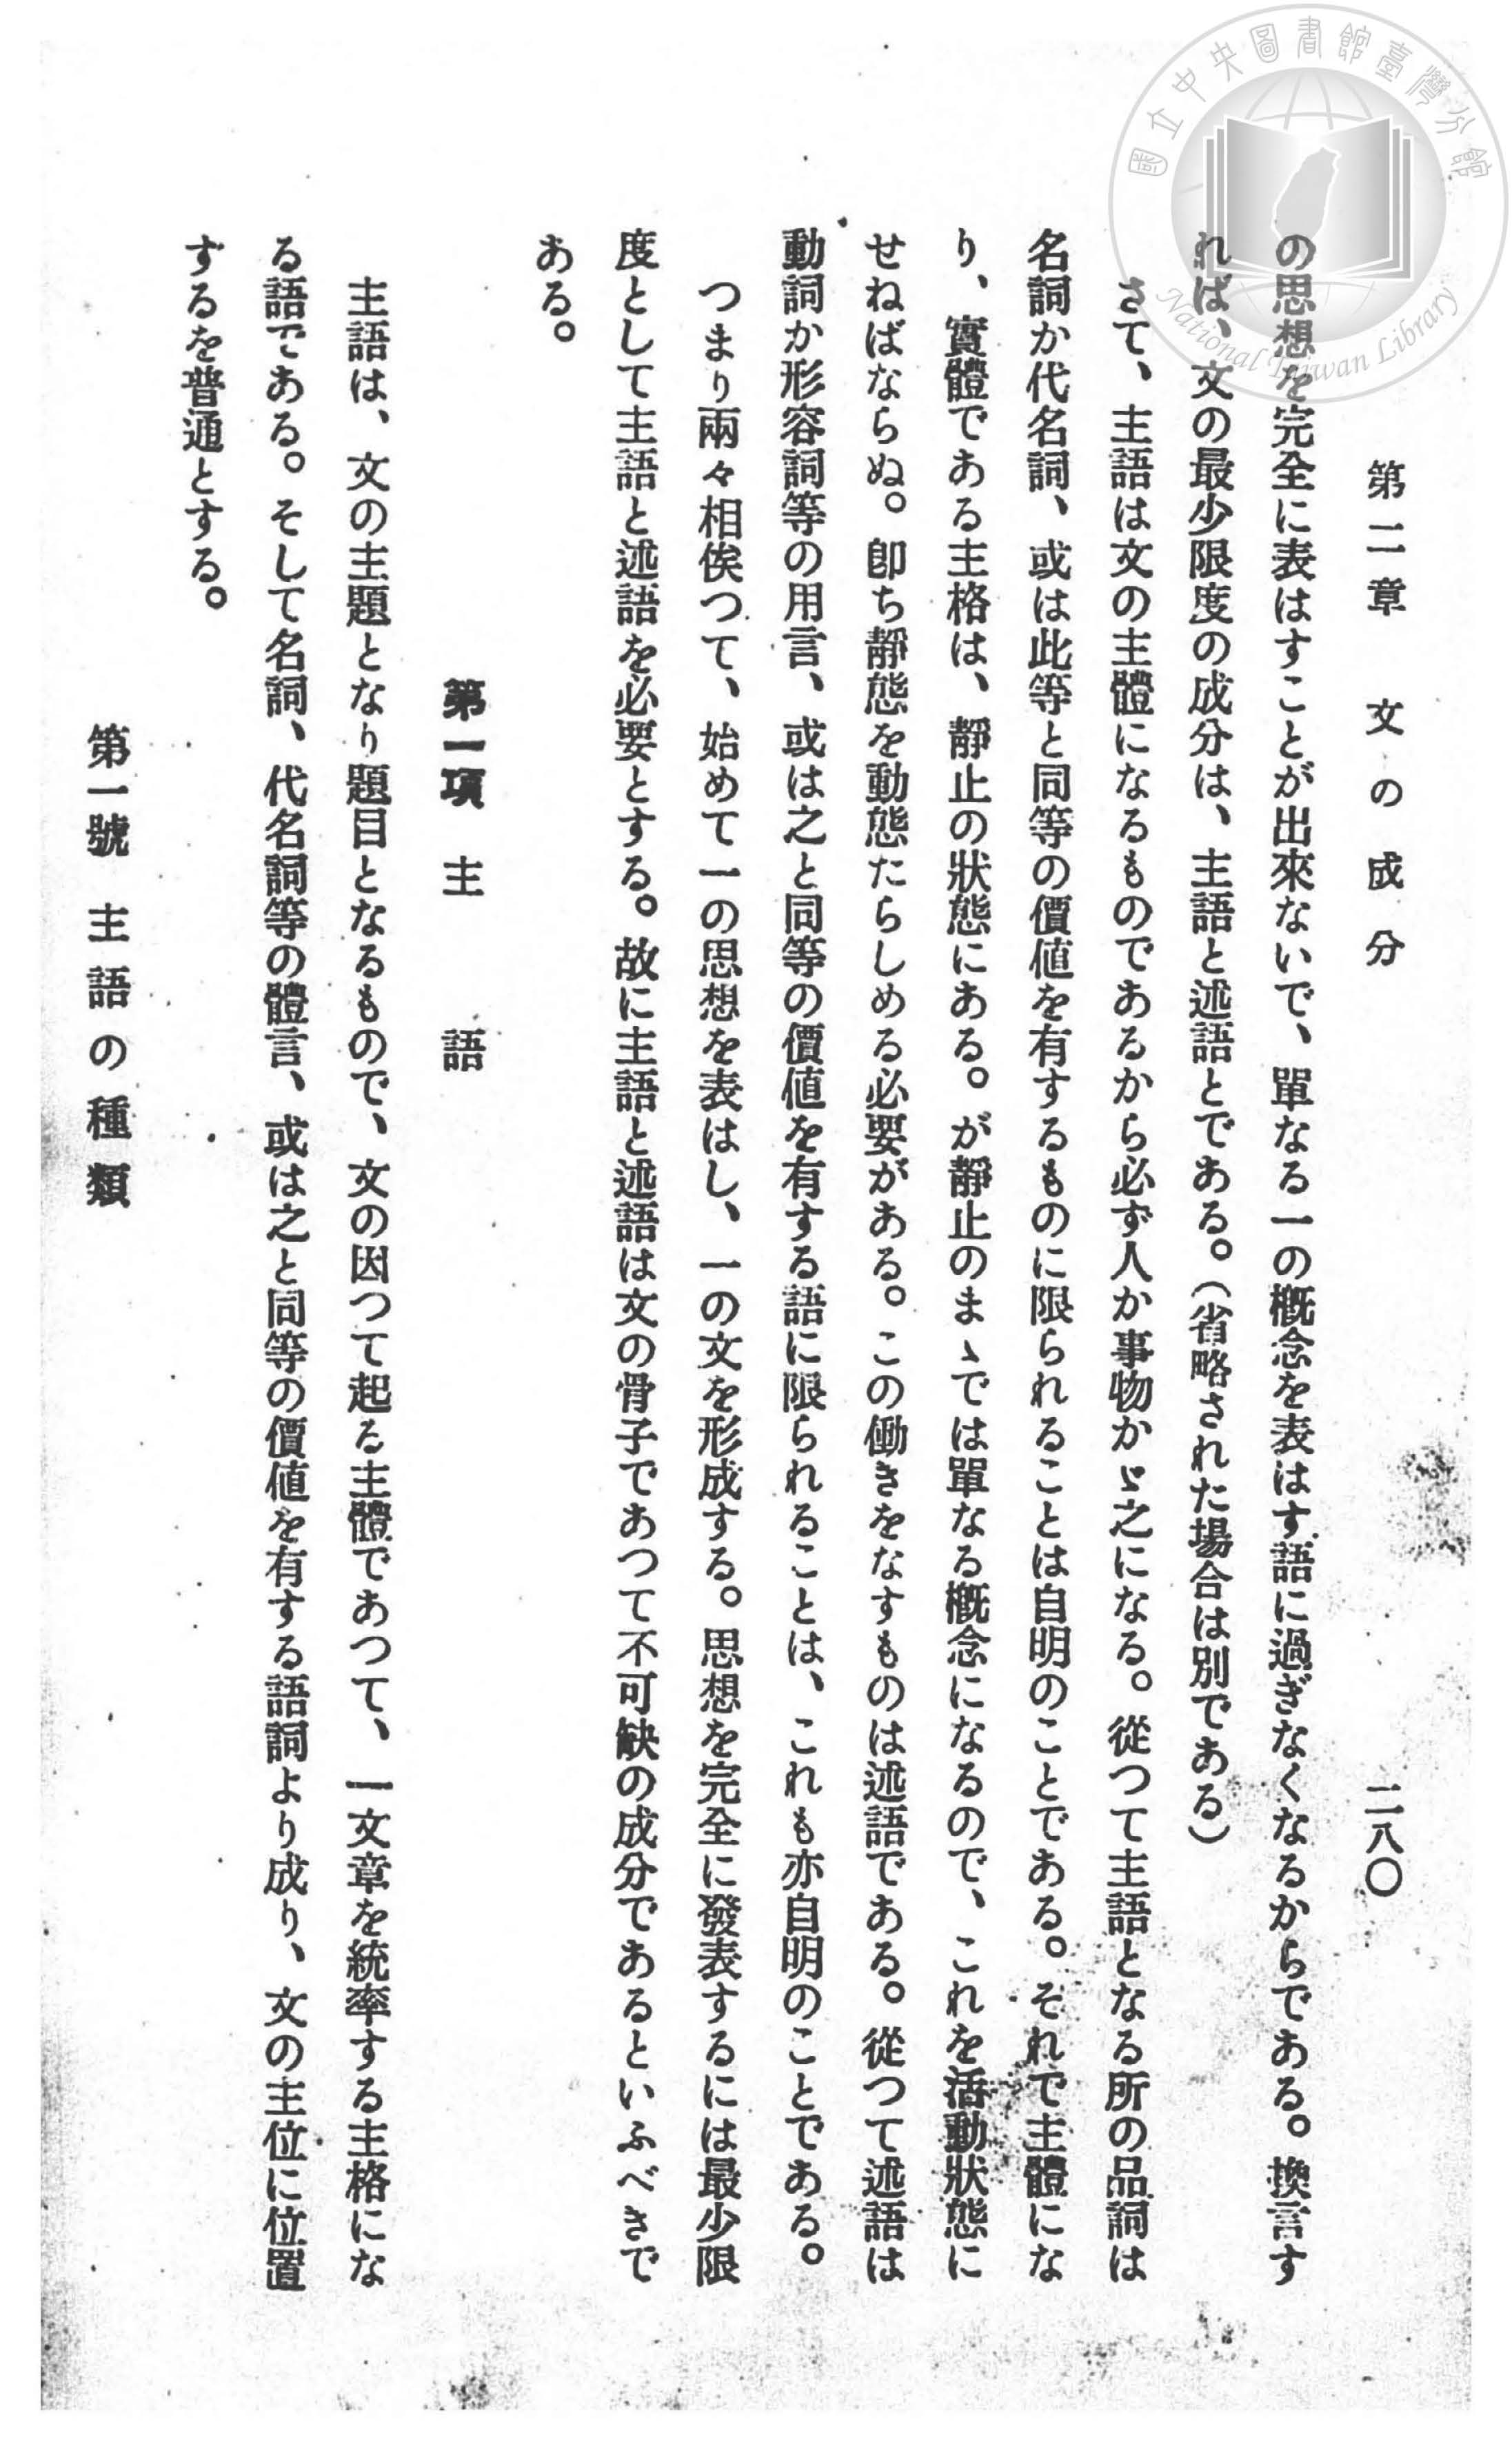 國立中央圖書館臺灣分館
National Taiwan Library
第二章　文の成分　二八〇
の思想を完全に表はすことが出來ないで、單なる一の概念を表はす語に過ぎなくなるからである。換言す
れば、文の最少限度の成分は、主語と述語とである。（省略された場合は別である）
さて、主語は文の主體になるものであるから必ず人か事物かゞ之になる。從つて主語となる所の品詞は
名詞か代名詞、或は此等と同等の價値を有するものに限られることは自明のことである。それで主體にな
り、實體である主格は、靜止の狀態にある。が靜止のまゝでは單なる概念になるので、これを活動狀態に
せねばならぬ。卽ち靜態を動態たらしめる必要がある。この働きをなすものは述語である。從つて述語は
動詞か形容詞等の用言、或は之と同等の價値を有する語に限られることは、これも亦自明のことである。
つまり兩々相俟つて、始めて一の思想を表はし、一の文を形成する。思想を完全に發表するには最少限
度として主語と述語を必要とする。故に主語と述語は文の骨子であつて不可缺の成分であるといふべきで
ある。
第一項　主　語
主語は、文の主題となり題目となるもので、文の因つて起る主體であつて、一文章を統率する主格にな
る語である。そして名詞、代名詞等の體言、或は之と同等の價値を有する語詞より成り、文の主位に位置
するを普通とする。
第一號　主語の種類